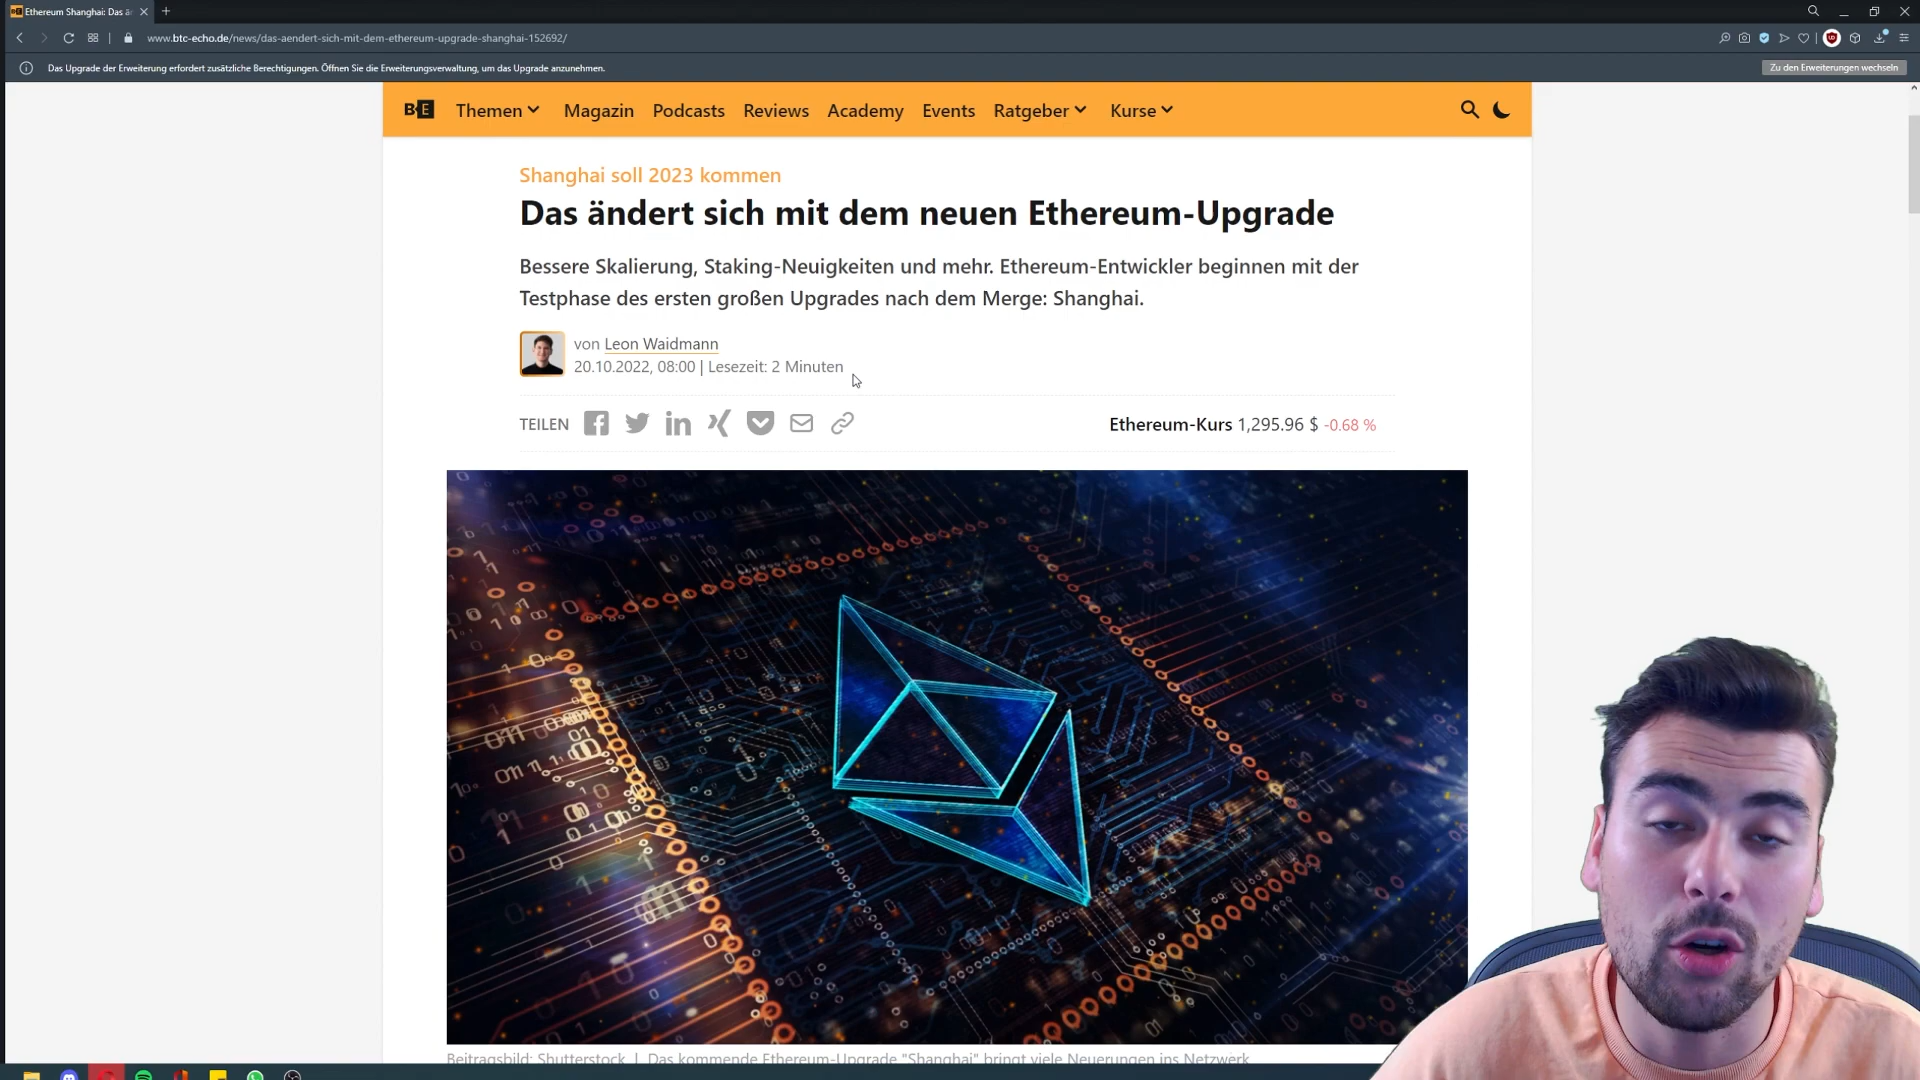 Ethereum Shanghai: Das ä
www.btc-echo.de/news/das-aendert-sich-mit-dem-ethereum-upgrade-shanghai-152692/
Das Upgrade der Erweiterung erfordert zusätzliche Berechtigungen. Öffnen Sie die Erweiterungsverwaltung, um das Upgrade anzunehmen.
Zu den Erweiterungen wechseln
Themen Magazin Podcasts Reviews Academy Events Ratgeber Kurse
Shanghai soll 2023 kommen
Das ändert sich mit dem neuen Ethereum-Upgrade
Bessere Skalierung, Staking-Neuigkeiten und mehr. Ethereum-Entwickler beginnen mit der
Testphase des ersten großen Upgrades nach dem Merge: Shanghai.
von Leon Waidmann
20.10.2022, 08:00 | Lesezeit: 2 Minuten
TEILEN
Ethereum-Kurs 1,295.96 $ -0.68 %
Beitragsbild: Shutterstock | Das kommende Ethereum-Upgrade "Shanghai" bringt viele Neuerungen ins Netzwerk